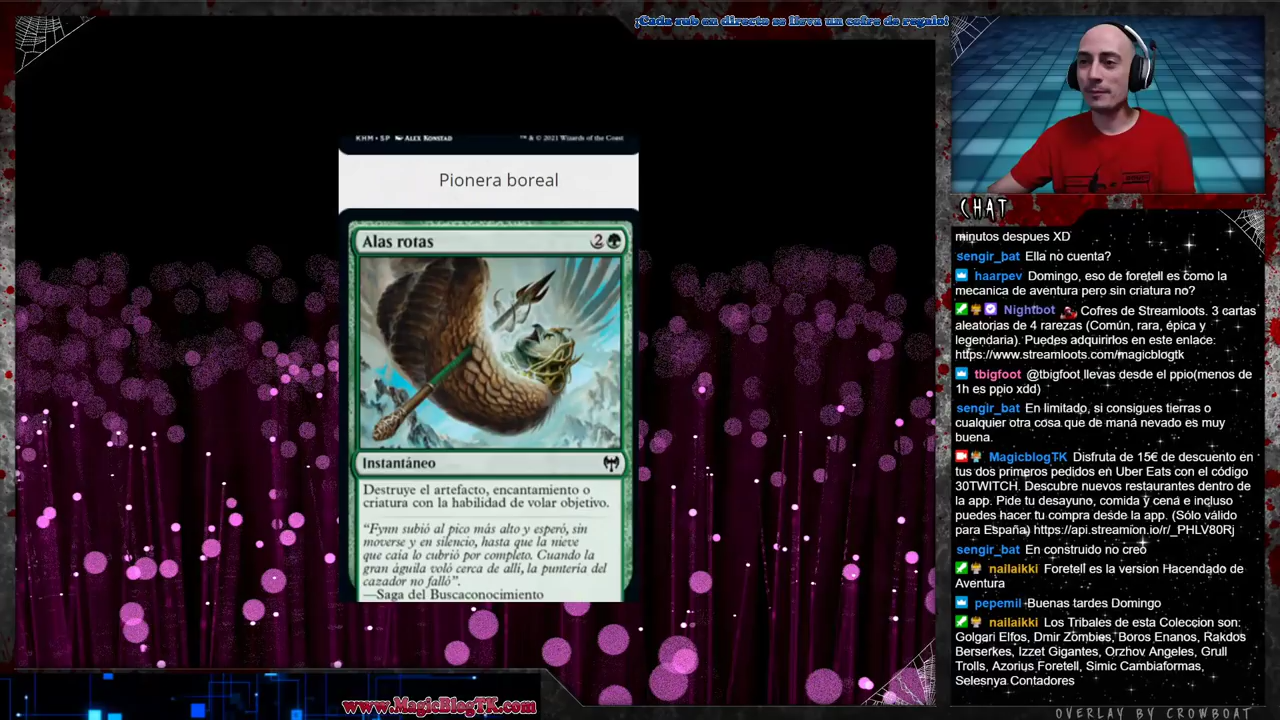 ¡Cada sub en directo se lleva un cofre de regalo!
KHM • SP ALEX KONSTAD ™ & © 2021 Wizards of the Coast
Pionera boreal
Alas rotas 2
Instantáneo
Destruye el artefacto, encantamiento o
criatura con la habilidad de volar objetivo.
“Fynn subió al pico más alto y esperó, sin
moverse y en silencio, hasta que la nieve
que caía lo cubrió por completo. Cuando la
gran águila voló cerca de allí, la puntería del
cazador no falló”.
—Saga del Buscaconocimiento
www.MagicBlogTK.com
CHAT
minutos despues XD
sengir_bat Ella no cuenta?
haarpev Domingo, eso de foretell es como la
mecanica de aventura pero sin criatura no?
Nightbot Cofres de Streamloots. 3 cartas
aleatorias de 4 rarezas (Común, rara, épica y
legendaria). Puedes adquirirlos en este enlace:
https://www.streamloots.com/magicblogtk
tbigfoot @tbigfoot llevas desde el ppio(menos de
1h es ppio xdd)
sengir_bat En limitado, si consigues tierras o
cualquier otra cosa que de maná nevado es muy
buena.
MagicblogTK Disfruta de 15€ de descuento en
tus dos primeros pedidos en Uber Eats con el código
30TWITCH. Descubre nuevos restaurantes dentro de
la app. Pide tu desayuno, comida y cena e incluso
puedes hacer tu compra desde la app. (Sólo válido
para España) https://api.streamion.io/r/_PHLV80Rj
sengir_bat En construido no creo
nailaikki Foretell es la version Hacendado de
Aventura
pepemil Buenas tardes Domingo
nailaikki Los Tribales de esta Coleccion son:
Golgari Elfos, Dmir Zombies, Boros Enanos, Rakdos
Berserkes, Izzet Gigantes, Orzhov Angeles, Grull
Trolls, Azorius Foretell, Simic Cambiaformas,
Selesnya Contadores
OVERLAY BY CROWBOAT